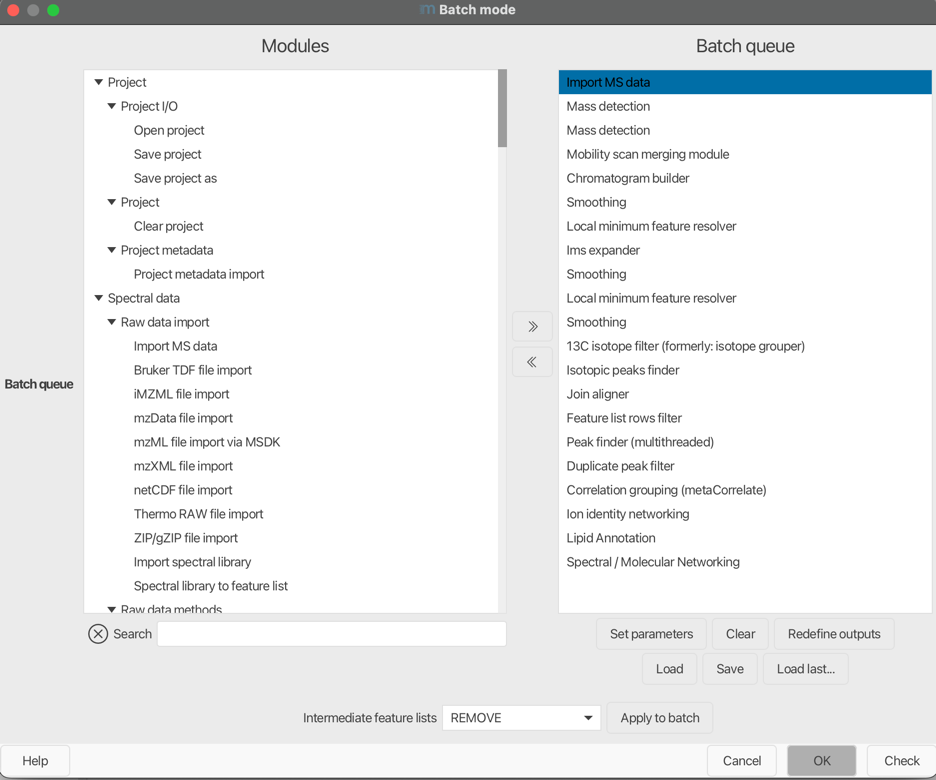 Batch mode
Modules
Batch queue
Project
Project I/O
Open project
Save project
Save project as
Project
Clear project
Project metadata
Project metadata import
Spectral data
Raw data import
Import MS data
Bruker TDF file import
iMZML file import
mzData file import
mzML file import via MSDK
mzXML file import
netCDF file import
Thermo RAW file import
ZIP/gZIP file import
Import spectral library
Spectral library to feature list
Raw data methods
Batch queue
Import MS data
Mass detection
Mass detection
Mobility scan merging module
Chromatogram builder
Smoothing
Local minimum feature resolver
Ims expander
Smoothing
Local minimum feature resolver
Smoothing
13C isotope filter (formerly: isotope grouper)
Isotopic peaks finder
Join aligner
Feature list rows filter
Peak finder (multithreaded)
Duplicate peak filter
Correlation grouping (metaCorrelate)
Ion identity networking
Lipid Annotation
Spectral / Molecular Networking
Search
Set parameters
Clear
Redefine outputs
Load
Save
Load last...
Intermediate feature lists
REMOVE
Apply to batch
Help
Cancel
OK
Check